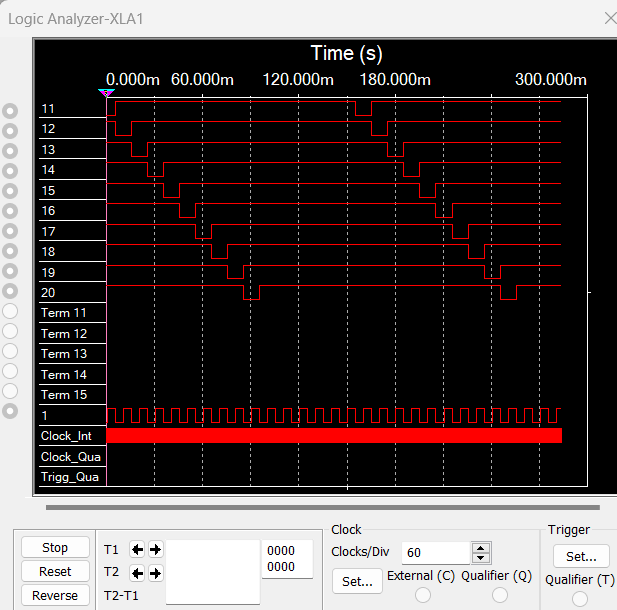 Logic Analyzer-XLA1
Time (s)
0.000m 60.000m 120.000m 180.000m 300.000m
11
12
13
14
15
16
17
18
19
20
Term 11
Term 12
Term 13
Term 14
Term 15
1
Clock_Int
Clock_Qua
Trigg_Qua
Stop
Reset
Reverse
T1
T2
T2-T1
0000
0000
Clock
Clocks/Div 60
Set...
External (C) Qualifier (Q)
Trigger
Set...
Qualifier (T)